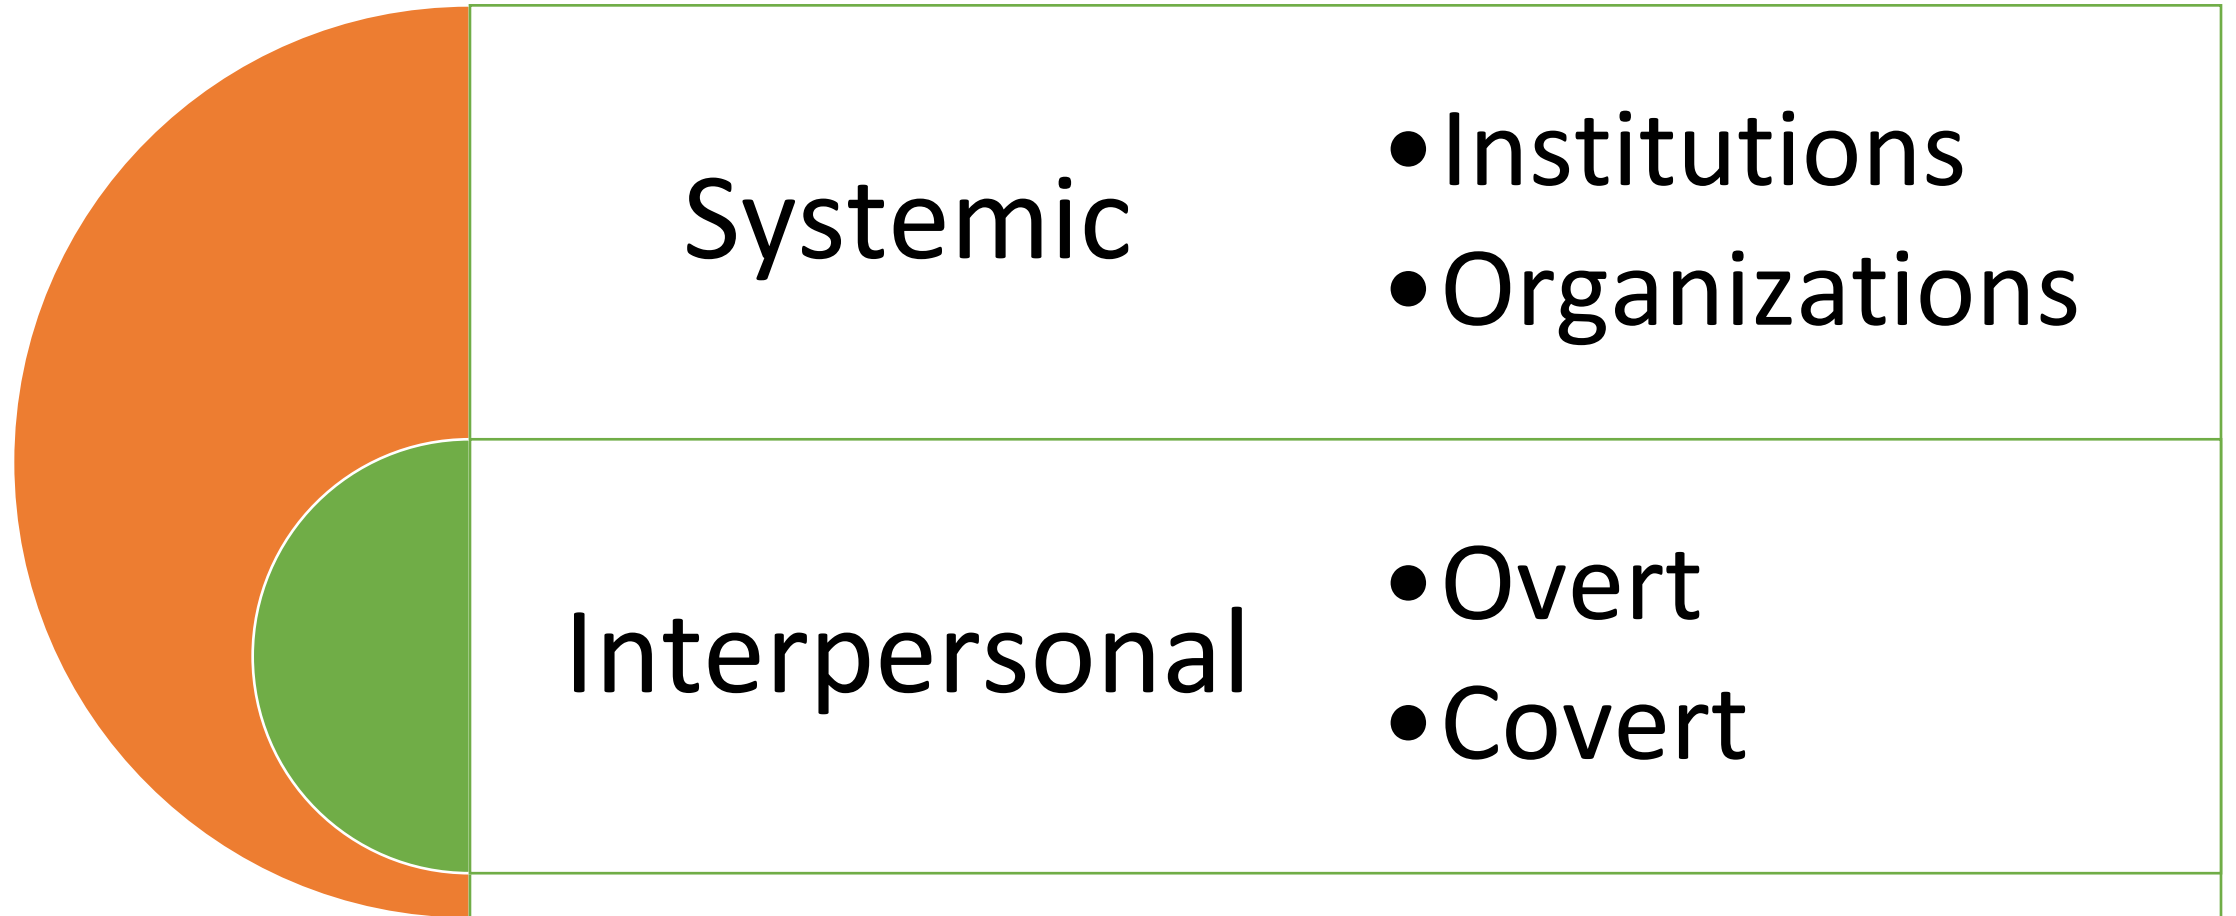 Systemic
•Institutions
•Organizations
Interpersonal
•Overt
•Covert